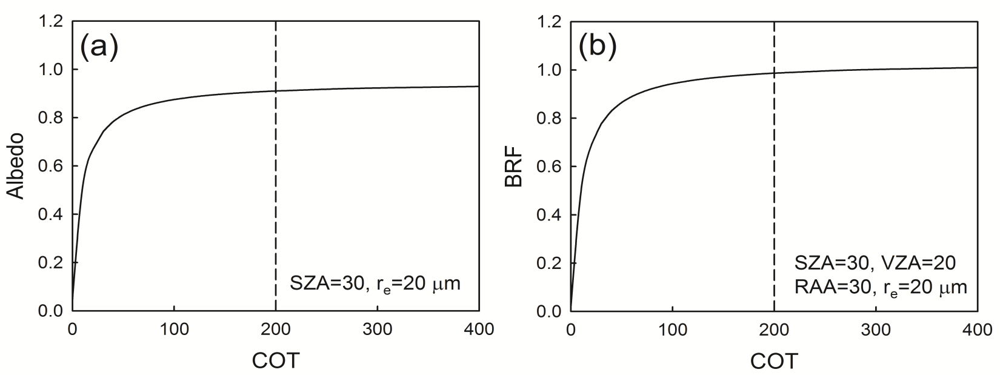 (a)
1.2
1.0
0.8
0.6
0.4
0.2
0.0
Albedo
SZA=30, rₑ=20 μm
0 100 200 300 400
COT
(b)
1.2
1.0
0.8
0.6
0.4
0.2
0.0
BRF
SZA=30, VZA=20
RAA=30, rₑ=20 μm
0 100 200 300 400
COT